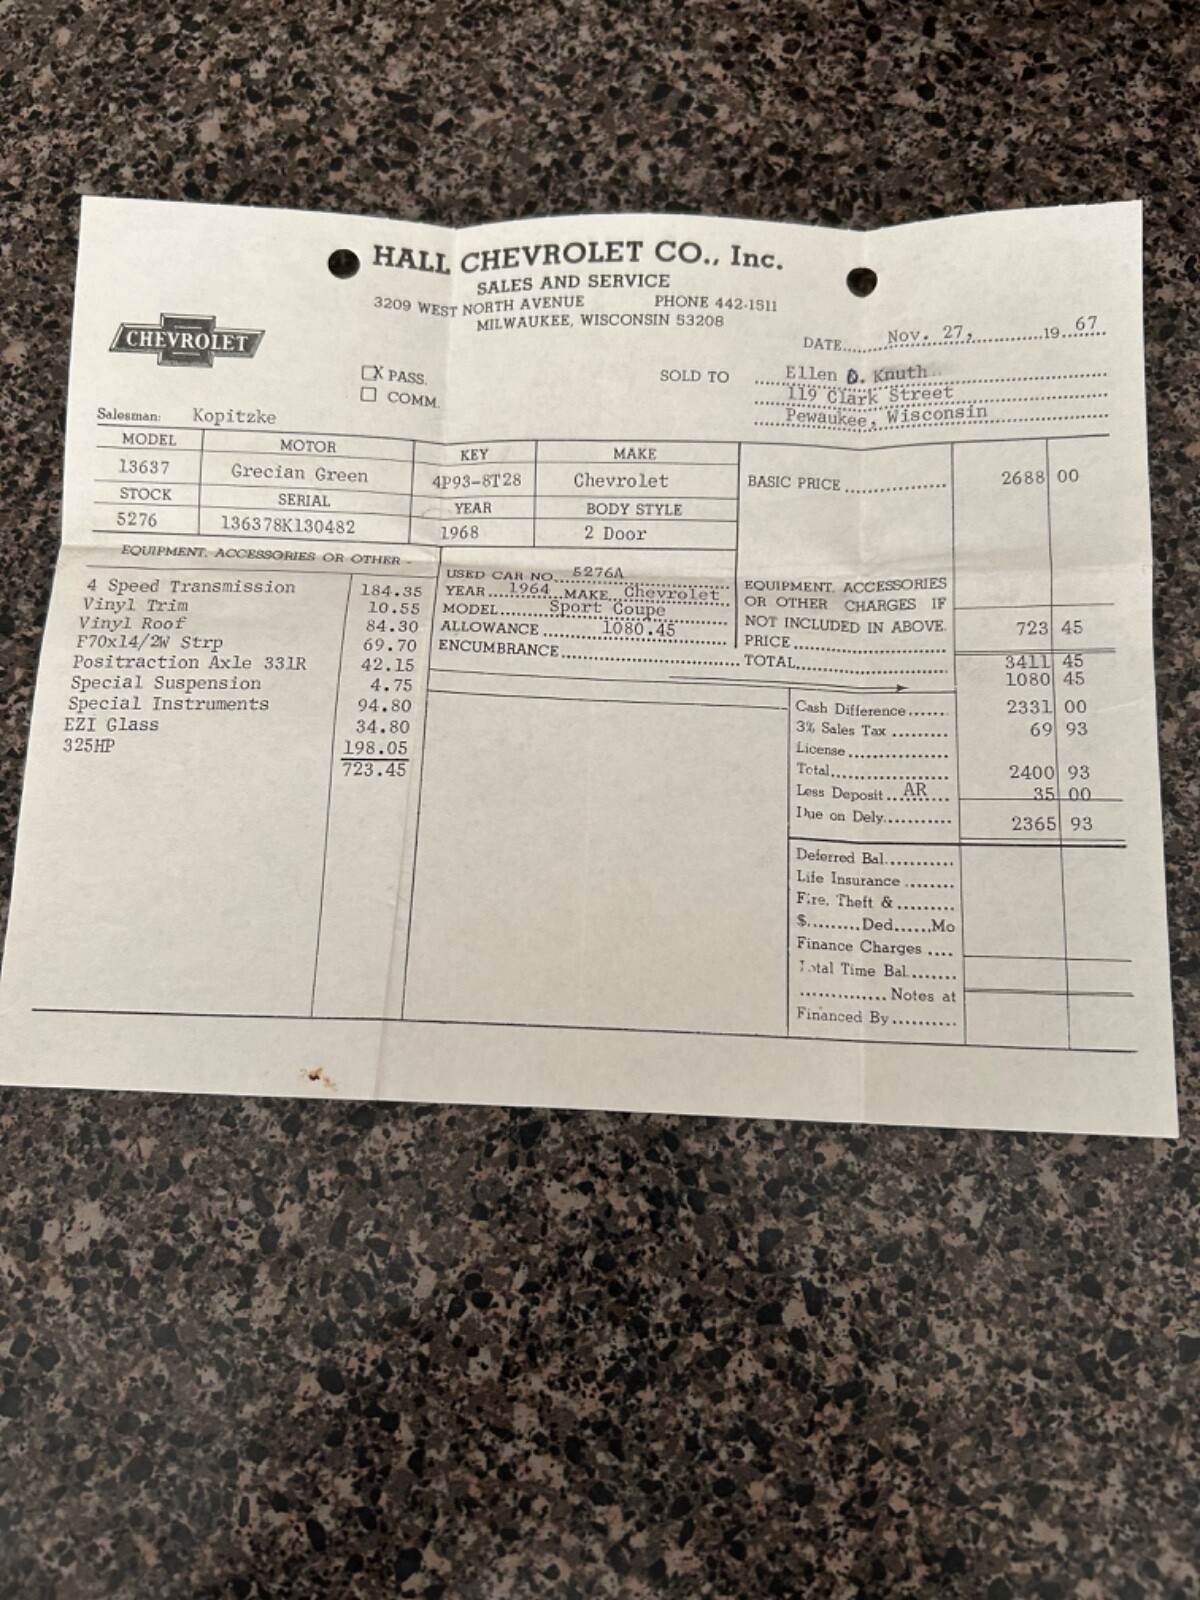 HALL CHEVROLET CO., Inc.
SALES AND SERVICE
3209 WEST NORTH AVENUE PHONE 442-1511
MILWAUKEE, WISCONSIN 53208
CHEVROLET
DATE Nov. 27, 19 67
X PASS.
COMM.
SOLD TO Ellen D. Knuth
119 Clark Street
Pewaukee, Wisconsin
Salesman: Kopitzke
MODEL MOTOR KEY MAKE
13637 Grecian Green 4P93-8T28 Chevrolet
STOCK SERIAL YEAR BODY STYLE
5276 136378K130482 1968 2 Door
BASIC PRICE 2688 00
EQUIPMENT, ACCESSORIES OR OTHER -
4 Speed Transmission 184.35
Vinyl Trim 10.55
Vinyl Roof 84.30
F70x14/2W Strp 69.70
Positraction Axle 331R 42.15
Special Suspension 4.75
Special Instruments 94.80
EZI Glass 34.80
325HP 198.05
723.45
USED CAR NO. 5276A
YEAR 1964 MAKE Chevrolet
MODEL Sport Coupe
ALLOWANCE 1080.45
ENCUMBRANCE
EQUIPMENT, ACCESSORIES
OR OTHER CHARGES IF
NOT INCLUDED IN ABOVE.
PRICE 723 45
TOTAL 3411 45
1080 45
Cash Difference 2331 00
3% Sales Tax 69 93
License
Total 2400 93
Less Deposit AR 35 00
Due on Dely 2365 93
Deferred Bal.
Life Insurance
Fire, Theft &
$ Ded. Mo
Finance Charges
Total Time Bal.
Notes at
Financed By